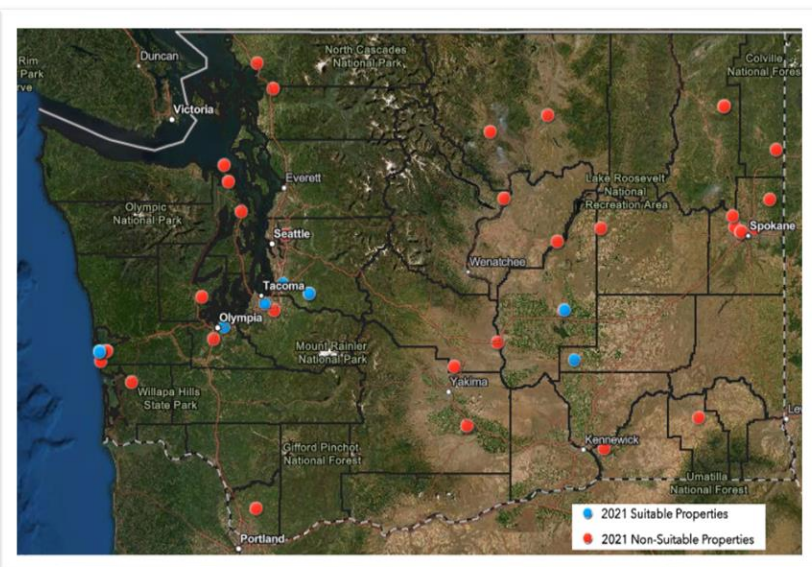 North Cascades
National Park
Duncan
Rim
Park
rve
Colville
National Fores
Victoria
Everett
Lake Roosevelt
National
Recreation Area
Olympic
National Park
Seattle
Spokane
Wenatchee
Tacoma
Olympia
Mount Rainier
National Park
Yakima
Willapa Hills
State Park
Le
Kennewick
Gifford Pinchot
National Forest
Umatilla
National Forest
2021 Suitable Properties
2021 Non-Suitable Properties
Portland